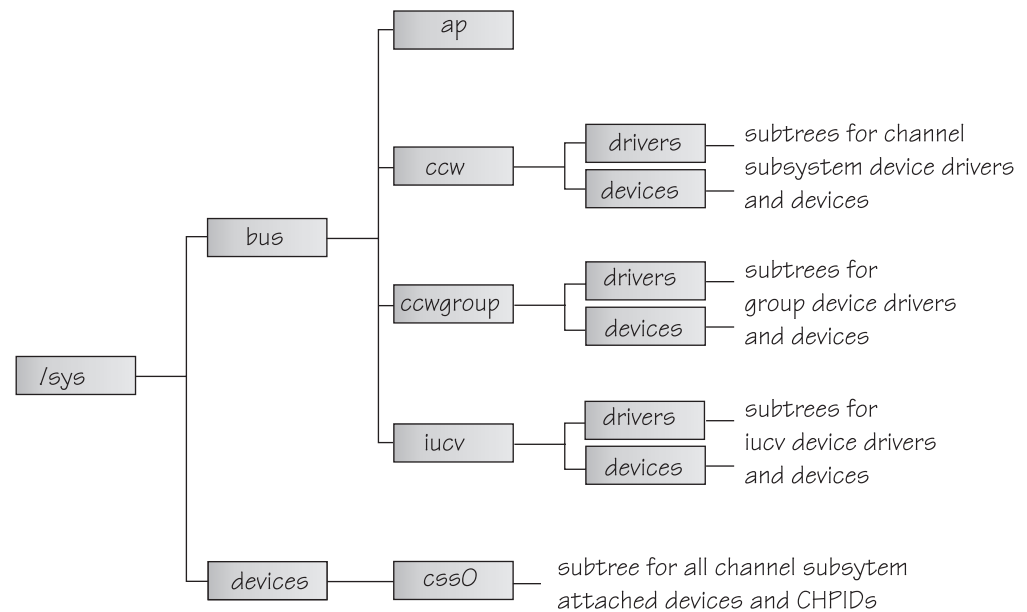 ap
ccw
drivers
devices
subtrees for channel
subsystem device drivers
and devices
bus
ccwgroup
drivers
devices
subtrees for
group device drivers
and devices
/sys
iucv
drivers
devices
subtrees for
iucv device drivers
and devices
devices
css0
subtree for all channel subsytem
attached devices and CHPIDs